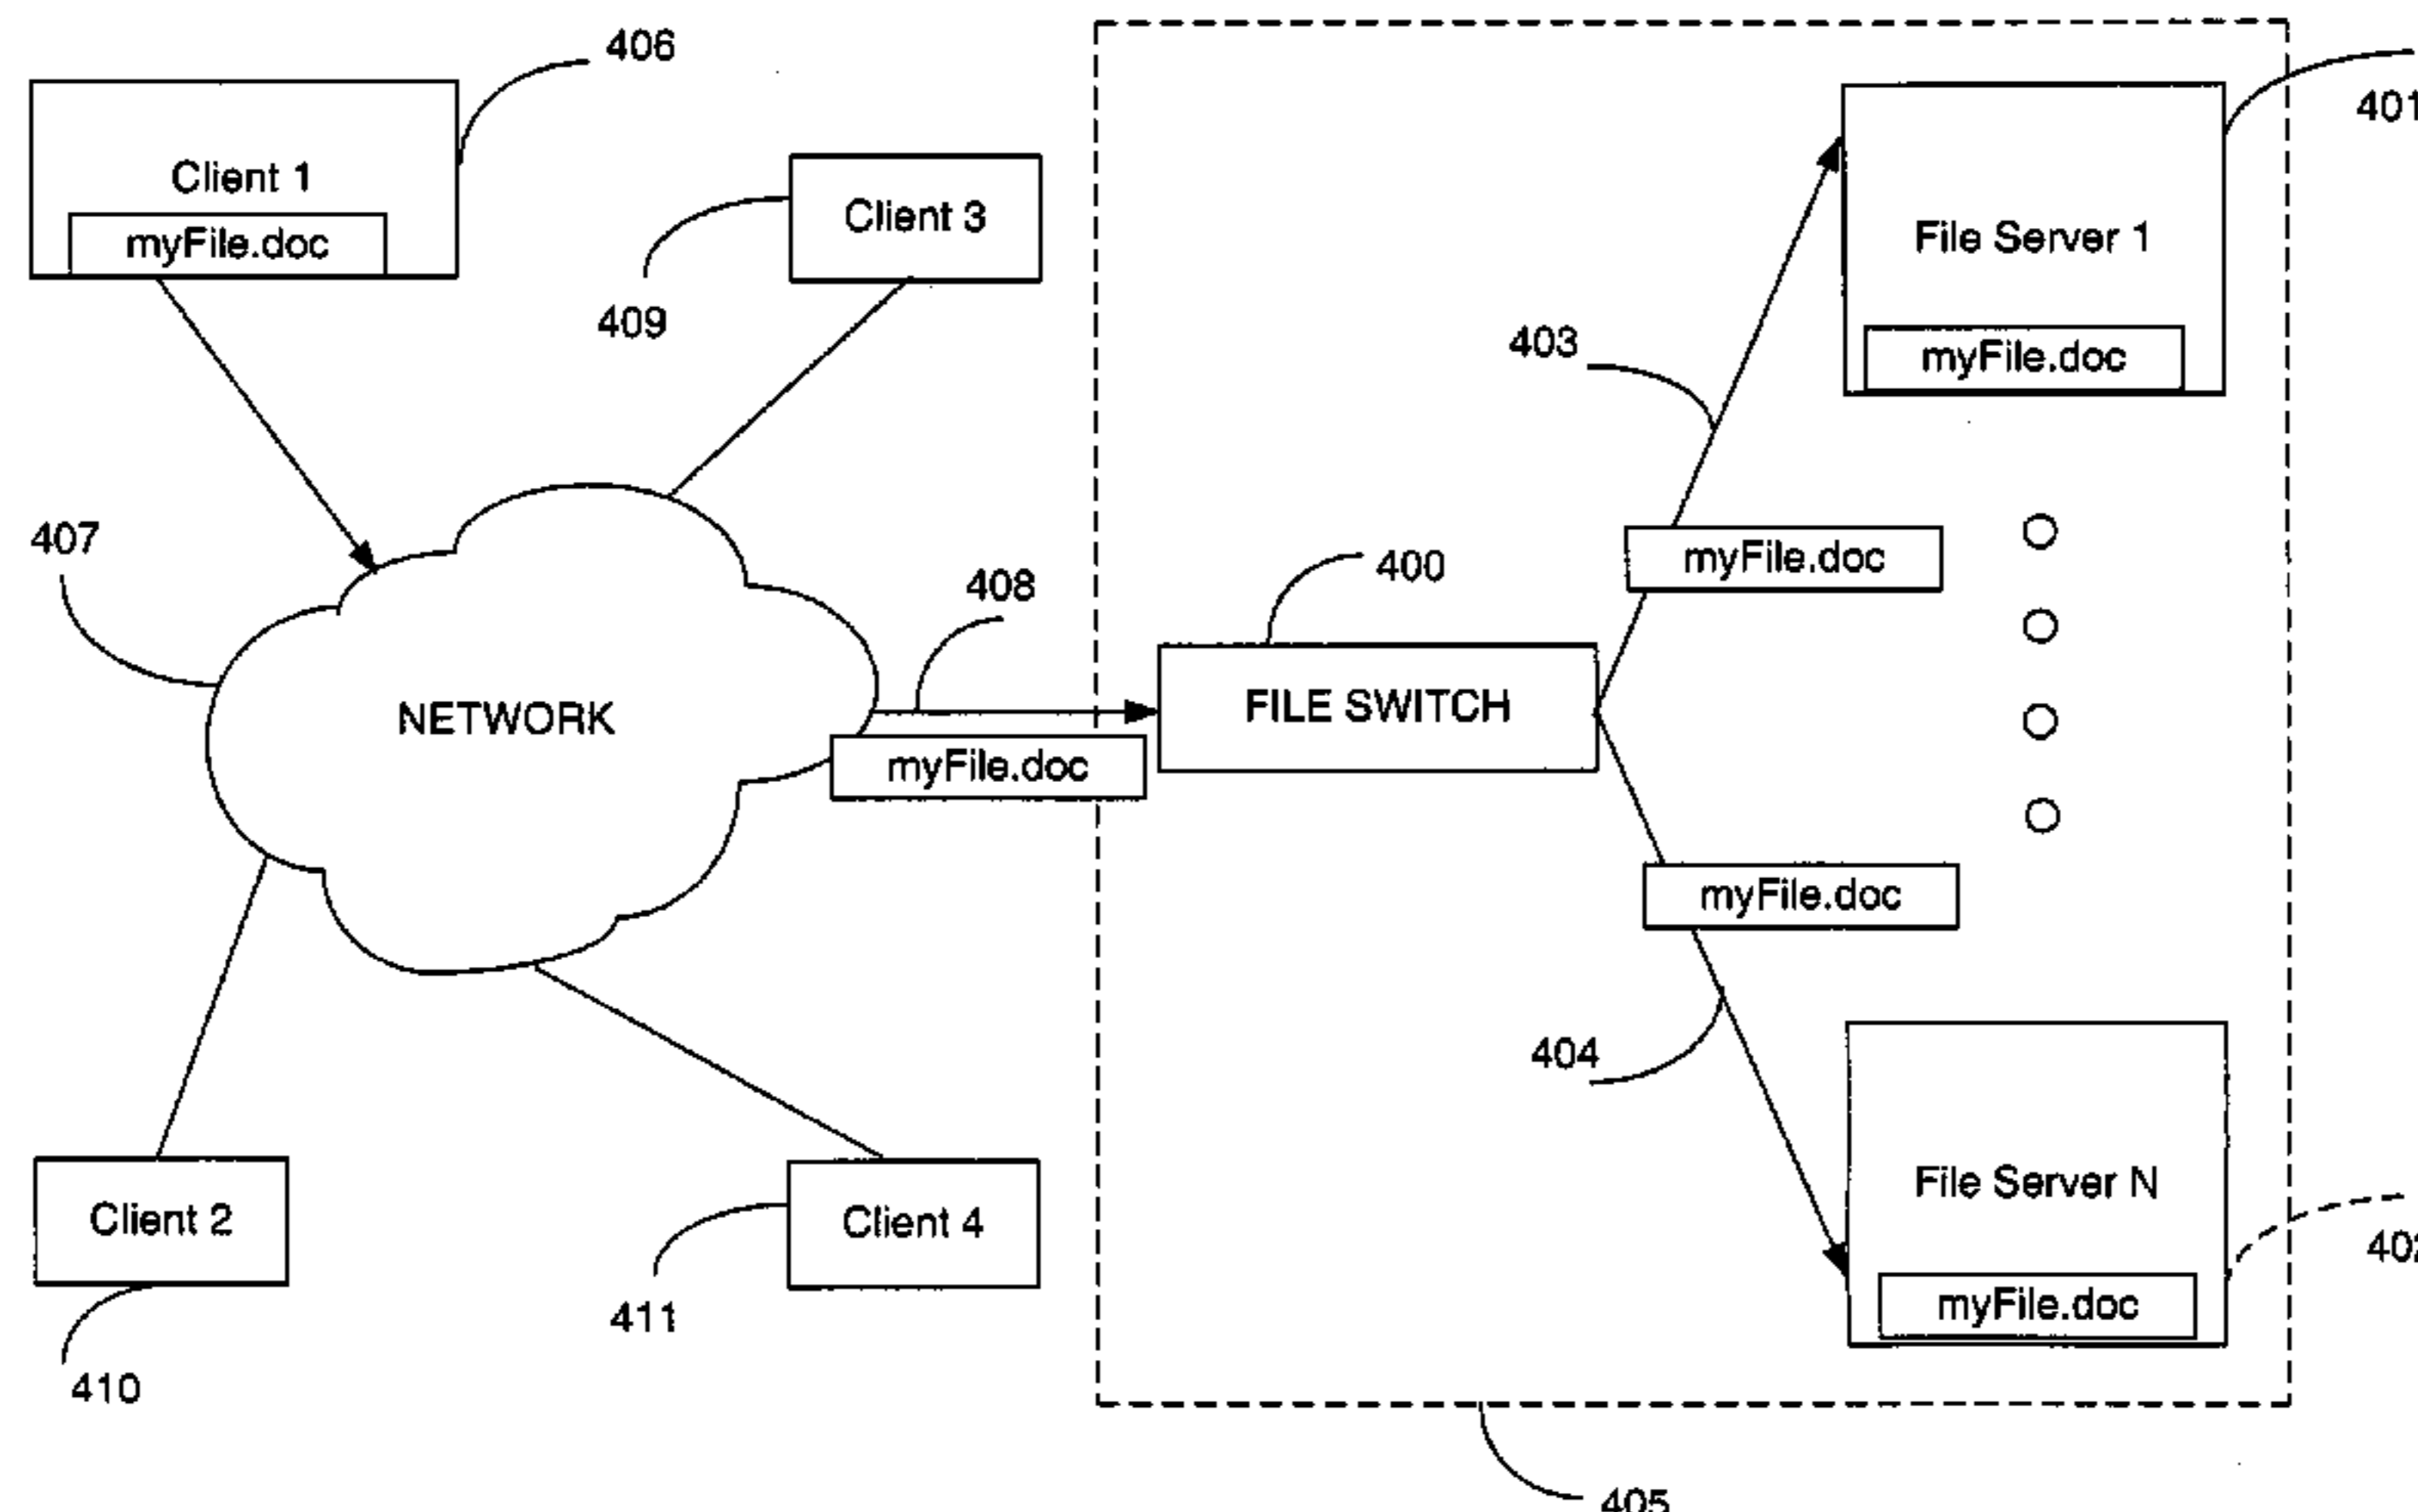 406
401
Client 1
myFile.doc
Client 3
409
File Server 1
myFile.doc
403
407
408
400
myFile.doc
NETWORK
FILE SWITCH
myFile.doc
myFile.doc
404
File Server N
myFile.doc
Client 2
Client 4
411
410
405